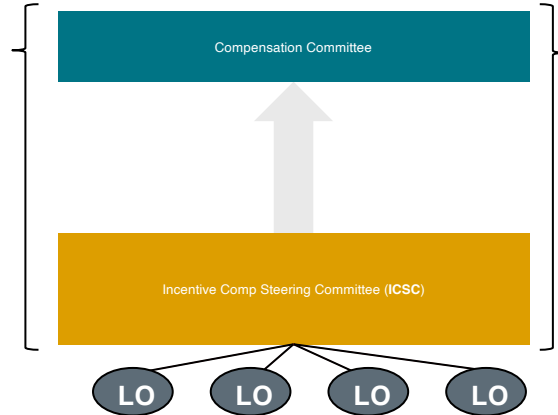 Compensation Committee
Incentive Comp Steering Committee (ICSC)
LO
LO
LO
LO